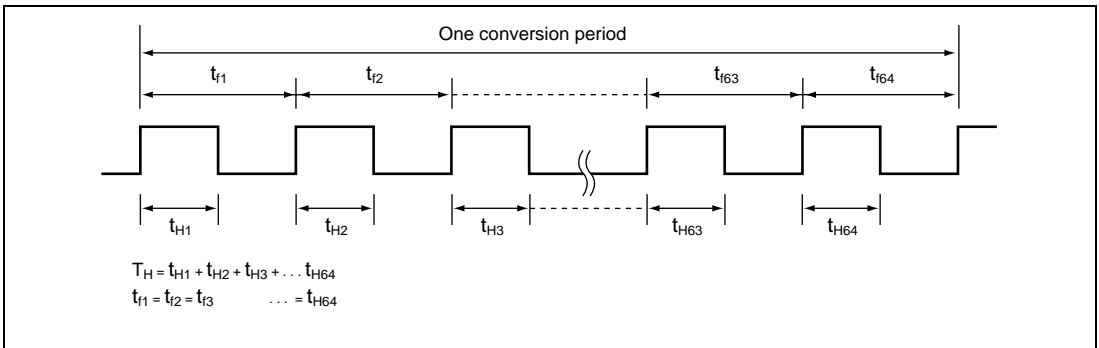 One conversion period
tf1 tf2 tf63 tf64
tH1 tH2 tH3 tH63 tH64
TH = tH1 + tH2 + tH3 + . . . tH64
tf1 = tf2 = tf3 . . . = tH64